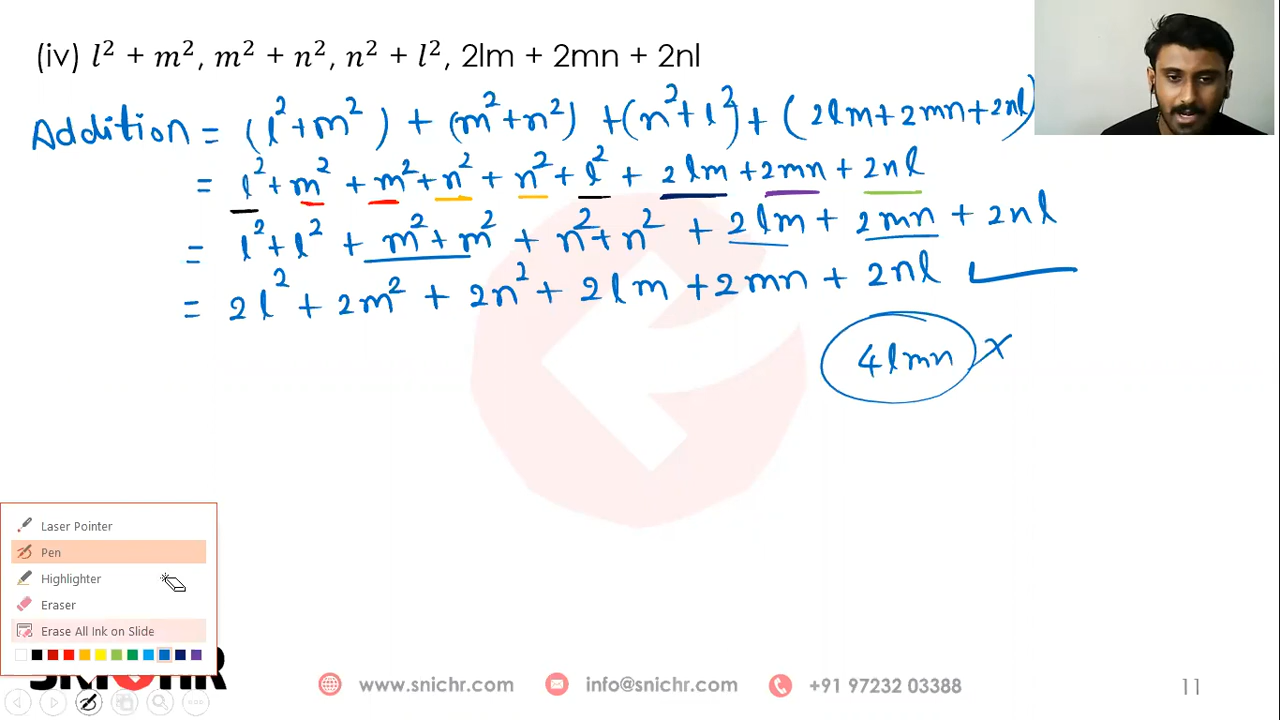 (iv) l² + m², m² + n², n² + l², 2lm + 2mn + 2nl
Addition = (l² + m²) + (m² + n²) + (n² + l²) + (2lm + 2mn + 2nl)
= l² + m² + m² + n² + n² + l² + 2lm + 2mn + 2nl
= l² + l² + m² + m² + n² + n² + 2lm + 2mn + 2nl
= 2l² + 2m² + 2n² + 2lm + 2mn + 2nl
4lmn ×
Laser Pointer
Pen
Highlighter
Eraser
Erase All Ink on Slide
www.snichr.com info@snichr.com +91 97232 03388 11